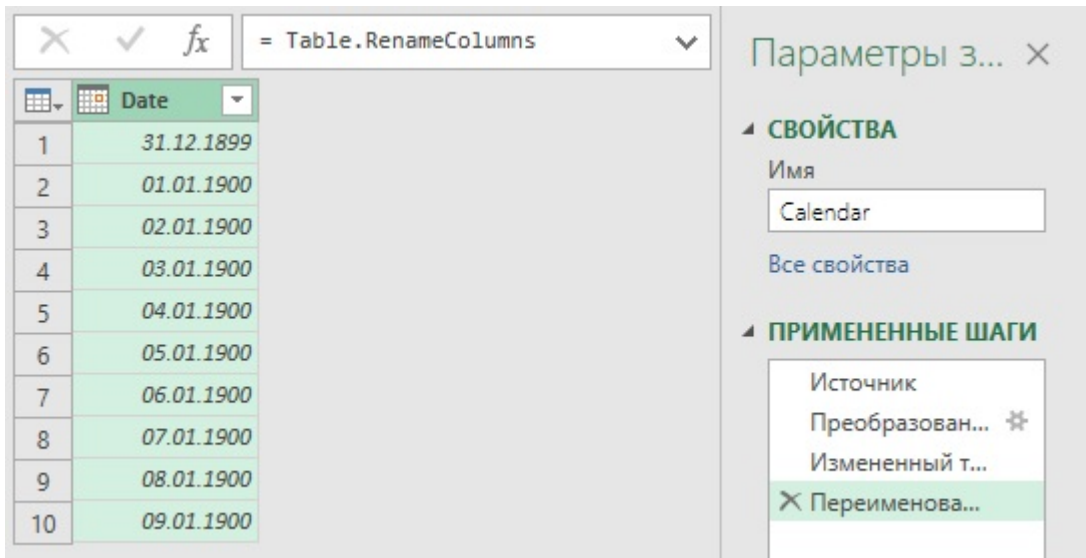 fx = Table.RenameColumns
Date
1 31.12.1899
2 01.01.1900
3 02.01.1900
4 03.01.1900
5 04.01.1900
6 05.01.1900
7 06.01.1900
8 07.01.1900
9 08.01.1900
10 09.01.1900
Параметры з...
СВОЙСТВА
Имя
Calendar
Все свойства
ПРИМЕНЕННЫЕ ШАГИ
Источник
Преобразован...
Измененный т...
Переименова...